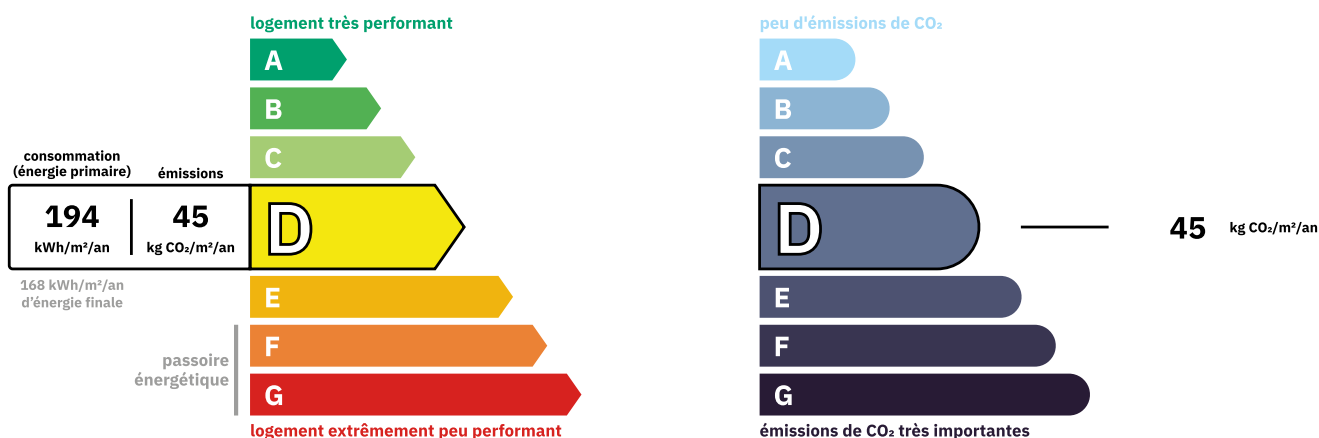 logement très performant
A
B
C
consommation
(énergie primaire)
émissions
194
kWh/m²/an
45
kg CO₂/m²/an
D
168 kWh/m²/an
d'énergie finale
E
passoire
énergétique
F
G
logement extrêmement peu performant
peu d'émissions de CO₂
A
B
C
D
45 kg CO₂/m²/an
E
F
G
émissions de CO₂ très importantes